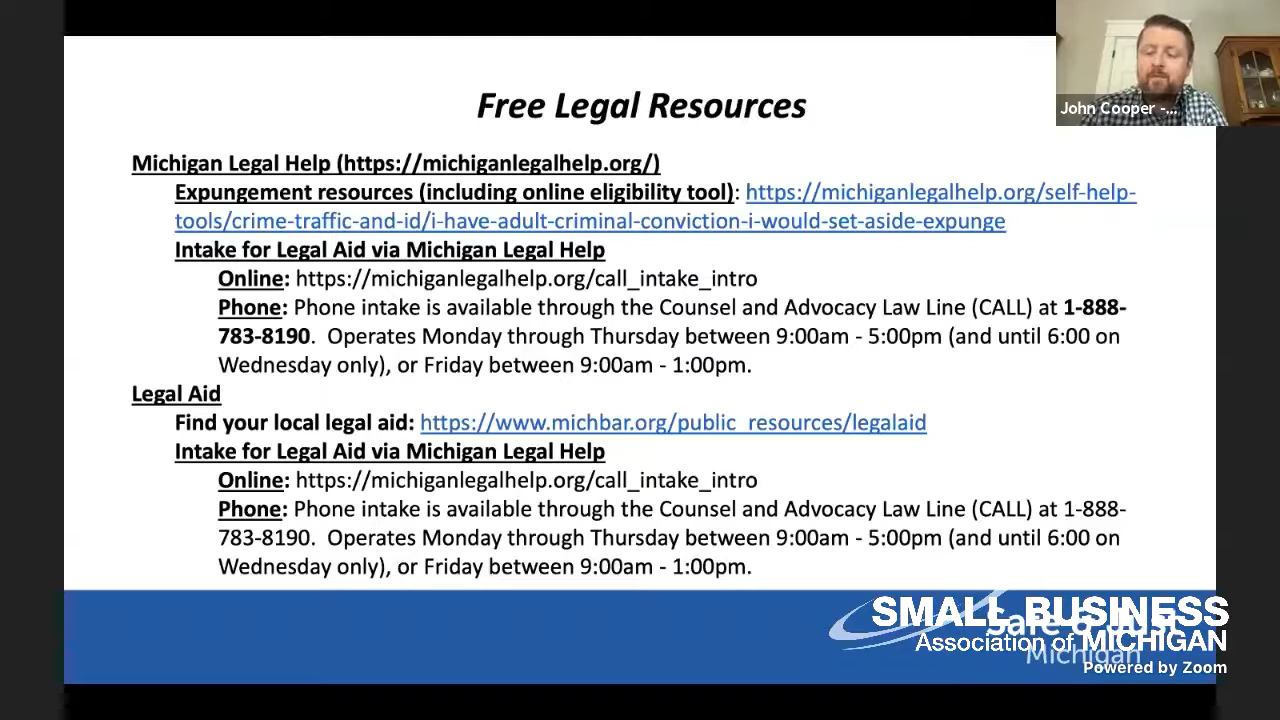 John Cooper -...
Free Legal Resources
Michigan Legal Help (https://michiganlegalhelp.org/)
Expungement resources (including online eligibility tool): https://michiganlegalhelp.org/self-help-
tools/crime-traffic-and-id/i-have-adult-criminal-conviction-i-would-set-aside-expunge
Intake for Legal Aid via Michigan Legal Help
Online: https://michiganlegalhelp.org/call_intake_intro
Phone: Phone intake is available through the Counsel and Advocacy Law Line (CALL) at 1-888-
783-8190.  Operates Monday through Thursday between 9:00am - 5:00pm (and until 6:00 on
Wednesday only), or Friday between 9:00am - 1:00pm.
Legal Aid
Find your local legal aid: https://www.michbar.org/public_resources/legalaid
Intake for Legal Aid via Michigan Legal Help
Online: https://michiganlegalhelp.org/call_intake_intro
Phone: Phone intake is available through the Counsel and Advocacy Law Line (CALL) at 1-888-
783-8190.  Operates Monday through Thursday between 9:00am - 5:00pm (and until 6:00 on
Wednesday only), or Friday between 9:00am - 1:00pm.
SMALL BUSINESS
Safe & Just
Association of MICHIGAN
Michigan
Powered by Zoom